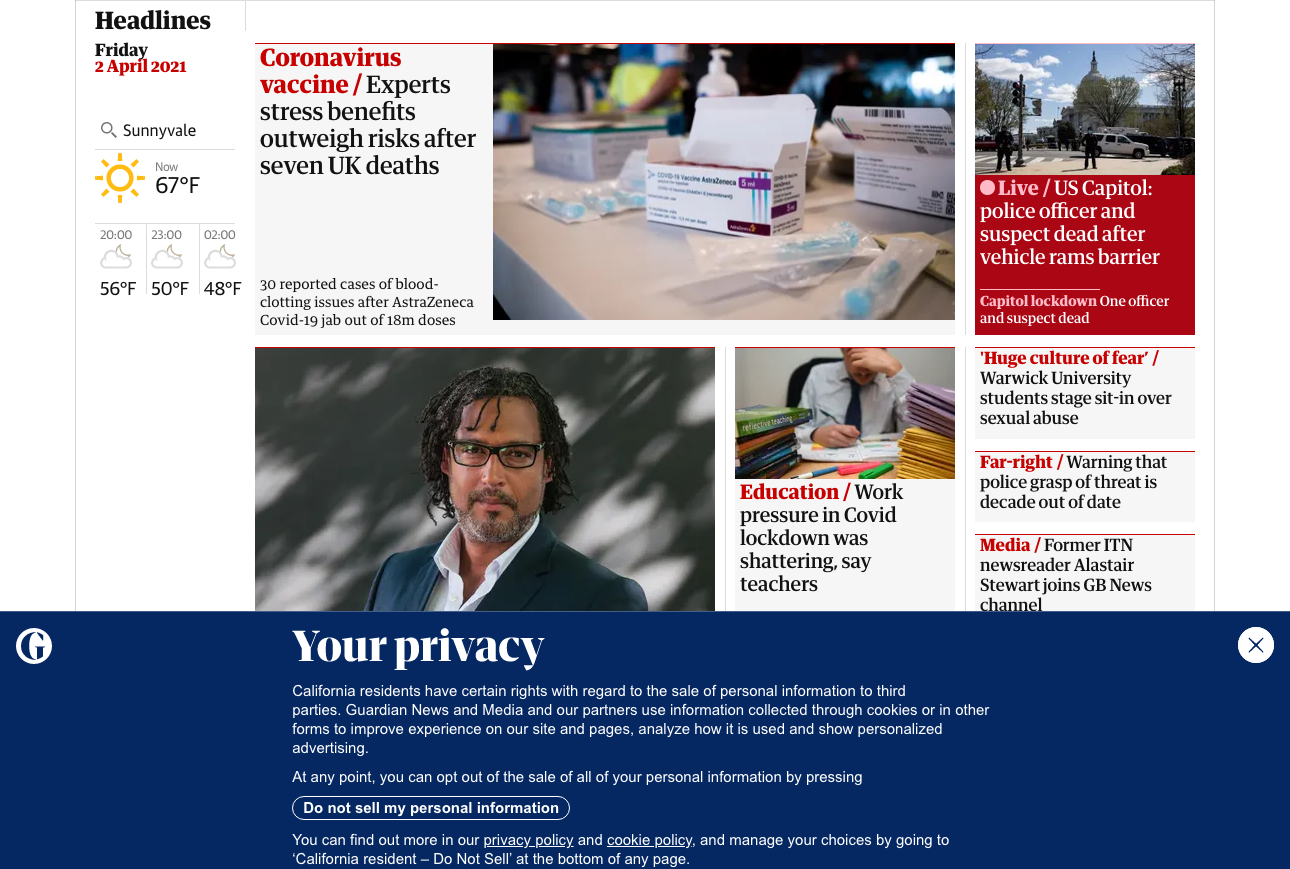 Headlines
Friday
2 April 2021
Sunnyvale
Now
67°F
20:00
23:00
02:00
56°F
50°F
48°F
Coronavirus
vaccine / Experts
stress benefits
outweigh risks after
seven UK deaths
30 reported cases of blood-
clotting issues after AstraZeneca
Covid-19 jab out of 18m doses
COVID-19 Vaccine AstraZeneca
5 ml
AstraZeneca
Live / US Capitol:
police officer and
suspect dead after
vehicle rams barrier
Capitol lockdown One officer
and suspect dead
reflective teaching
Education / Work
pressure in Covid
lockdown was
shattering, say
teachers
'Huge culture of fear' /
Warwick University
students stage sit-in over
sexual abuse
Far-right / Warning that
police grasp of threat is
decade out of date
Media / Former ITN
newsreader Alastair
Stewart joins GB News
channel
G
Your privacy
California residents have certain rights with regard to the sale of personal information to third
parties. Guardian News and Media and our partners use information collected through cookies or in other
forms to improve experience on our site and pages, analyze how it is used and show personalized
advertising.
At any point, you can opt out of the sale of all of your personal information by pressing
Do not sell my personal information
You can find out more in our privacy policy and cookie policy, and manage your choices by going to
‘California resident – Do Not Sell’ at the bottom of any page.